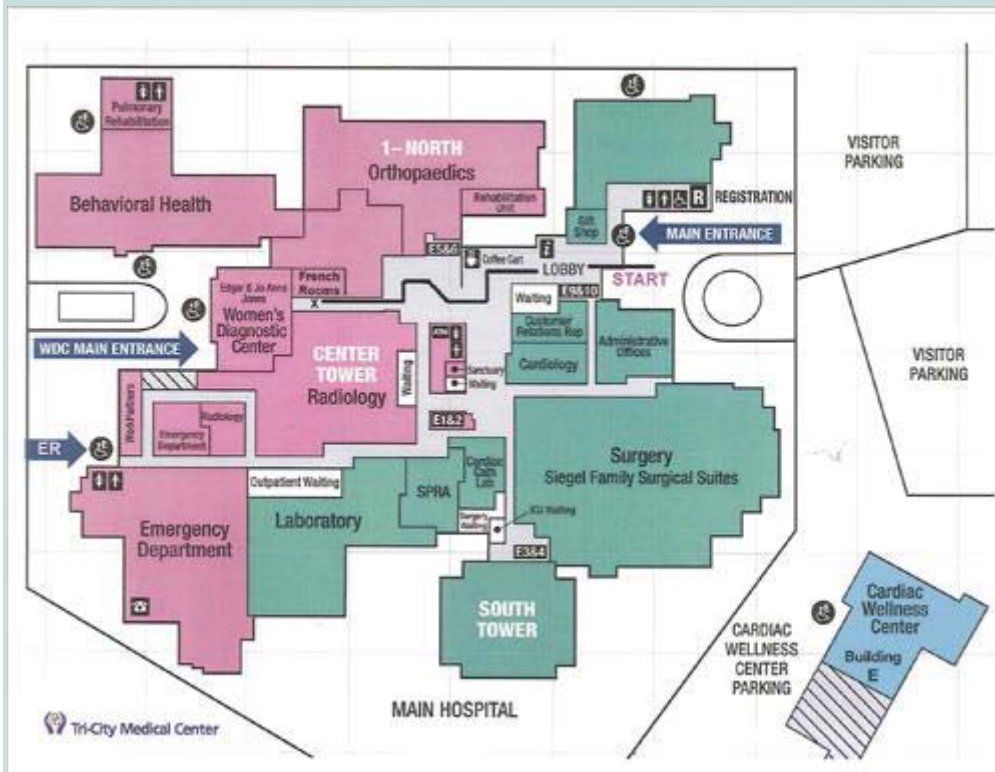 Pulmonary
Rehabilitation
1-NORTH
Orthopaedics
Behavioral Health
Rehabilitation
Unit
R
REGISTRATION
VISITOR
PARKING
Gift
Shop
MAIN ENTRANCE
E5&6
Coffee Cart
i
LOBBY
START
French
Rooms
X
Edgar & Jo Anna
Jones
Women's
Diagnostic
Center
WDC MAIN ENTRANCE
Waiting
E9&10
Customer
Relations Rep
Cardiology
Administrative
Offices
CENTER
TOWER
Radiology
Waiting
ATM
Sanctuary
Waiting
E1&2
VISITOR
PARKING
WorkPartners
Radiology
Emergency
Department
ER
Outpatient Waiting
Laboratory
SPRA
Cardiac
Cath
Lab
Surgery
Siegel Family Surgical Suites
Surgery
Waiting
ICU Waiting
E3&4
Emergency
Department
SOUTH
TOWER
CARDIAC
WELLNESS
CENTER
PARKING
Cardiac
Wellness
Center
Building
E
MAIN HOSPITAL
Tri-City Medical Center